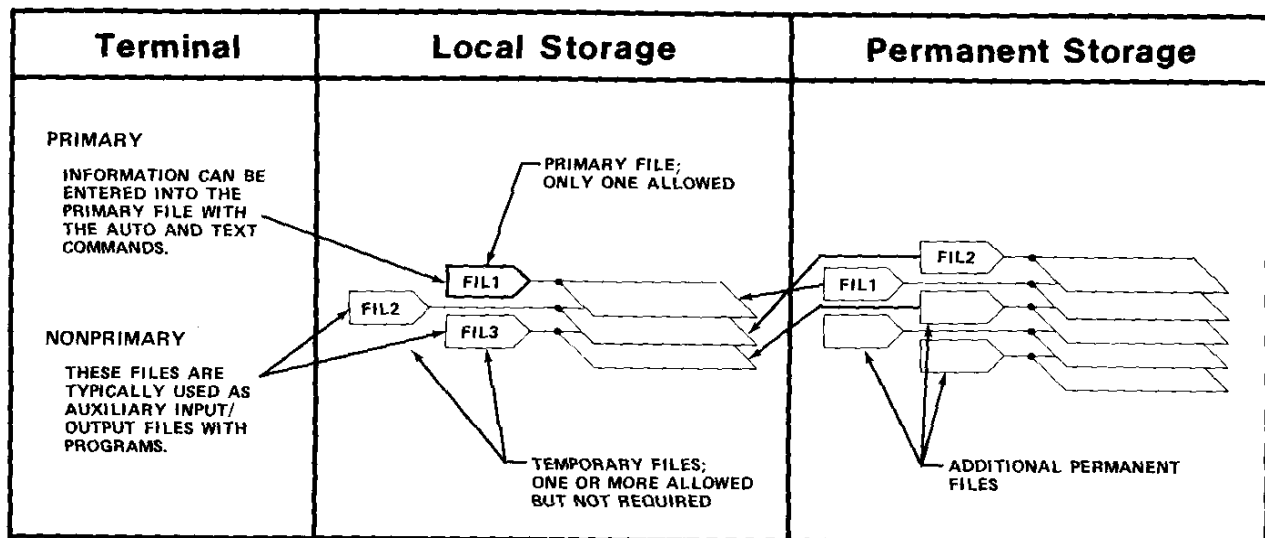 Terminal
Local Storage
Permanent Storage
PRIMARY
INFORMATION CAN BE
ENTERED INTO THE
PRIMARY FILE WITH
THE AUTO AND TEXT
COMMANDS.
NONPRIMARY
THESE FILES ARE
TYPICALLY USED AS
AUXILIARY INPUT/
OUTPUT FILES WITH
PROGRAMS.
PRIMARY FILE;
ONLY ONE ALLOWED
FIL1
FIL2
FIL3
TEMPORARY FILES;
ONE OR MORE ALLOWED
BUT NOT REQUIRED
FIL2
FIL1
ADDITIONAL PERMANENT
FILES